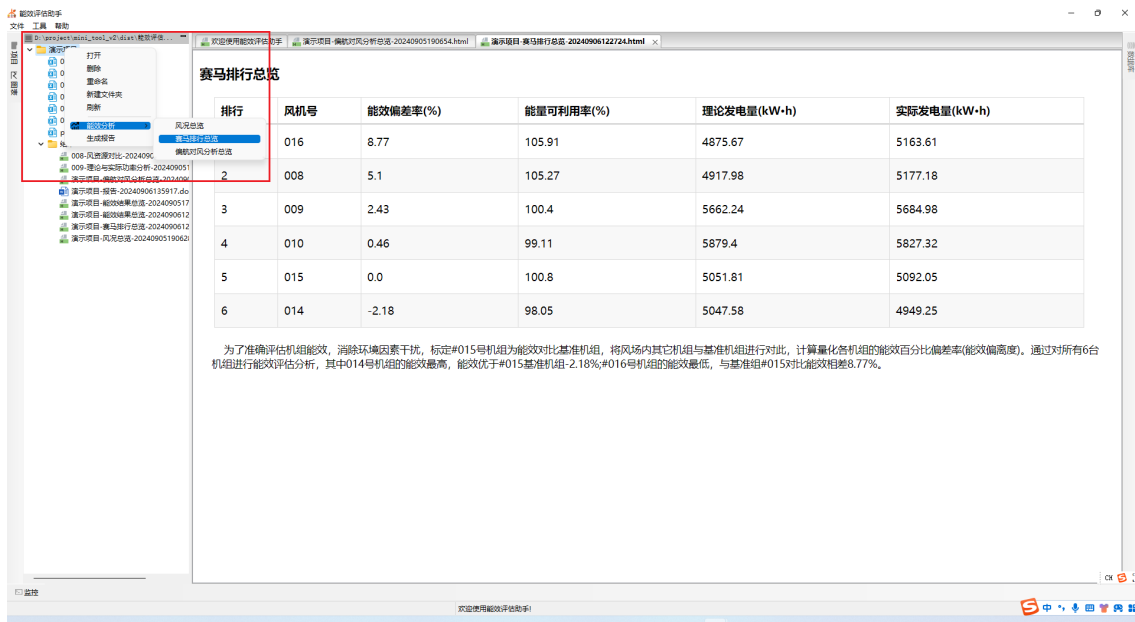 能效评估助手
文件 工具 帮助
D:\project\mini_tool_v2\dist\能效评估...
欢迎使用能效评估助手 演示项目-偏航对风分析总览-20240905190654.html 演示项目-赛马排行总览-20240906122724.html
项目
图集
数据集
打开
删除
重命名
新建文件夹
刷新
能效分析
生成报告
风况总览
赛马排行总览
偏航对风分析总览
008-风资源对比-2024090
009-理论与实际功率分析-202409051
演示项目-偏航对风分析总览-2024090
演示项目-报告-20240906135917.do
演示项目-能效结果总览-202409051７
演示项目-能效结果总览-202409061２
演示项目-赛马排行总览-202409061２
演示项目-风况总览-20240905190628
赛马排行总览
排行 风机号 能效偏差率(%) 能量可利用率(%) 理论发电量(kW•h) 实际发电量(kW•h)
016 8.77 105.91 4875.67 5163.61
2 008 5.1 105.27 4917.98 5177.18
3 009 2.43 100.4 5662.24 5684.98
4 010 0.46 99.11 5879.4 5827.32
5 015 0.0 100.8 5051.81 5092.05
6 014 -2.18 98.05 5047.58 4949.25
为了准确评估机组能效，消除环境因素干扰，标定#015号机组为能效对比基准机组，将风场内其它机组与基准机组进行对此，计算量化各机组的能效百分比偏差率(能效偏离度)。通过对所有6台
机组进行能效评估分析，其中014号机组的能效最高，能效优于#015基准机组-2.18%;#016号机组的能效最低，与基准组#015对比能效相差8.77%。
监控
欢迎使用能效评估助手!
CH
中